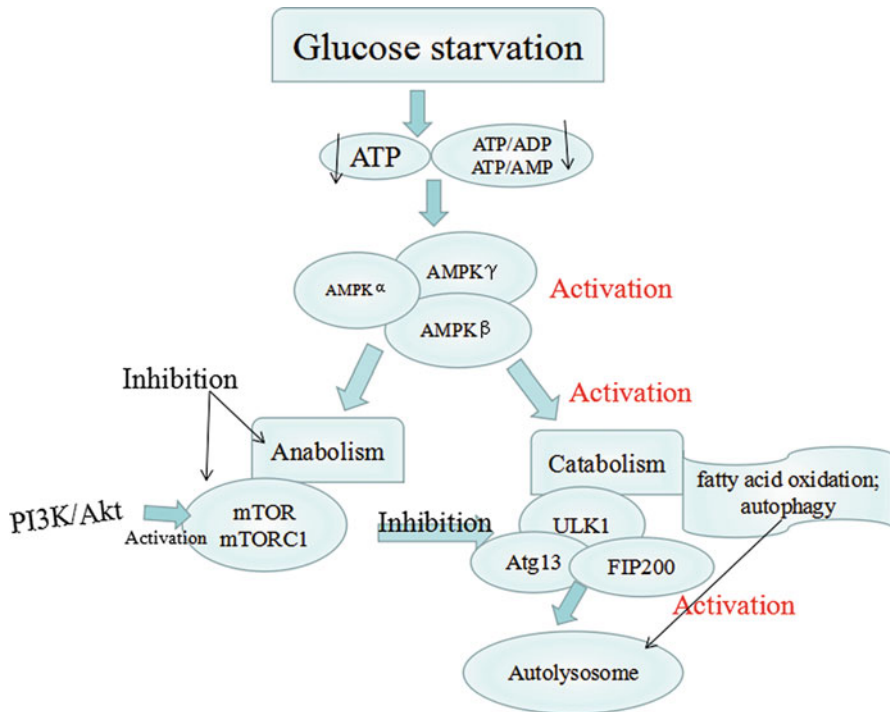 Glucose starvation
ATP
ATP/ADP
ATP/AMP
AMPKα
AMPKγ
AMPKβ
Activation
Inhibition
Activation
Anabolism
Catabolism
fatty acid oxidation;
autophagy
PI3K/Akt
Activation
mTOR
mTORC1
Inhibition
ULK1
Atg13
FIP200
Activation
Autolysosome